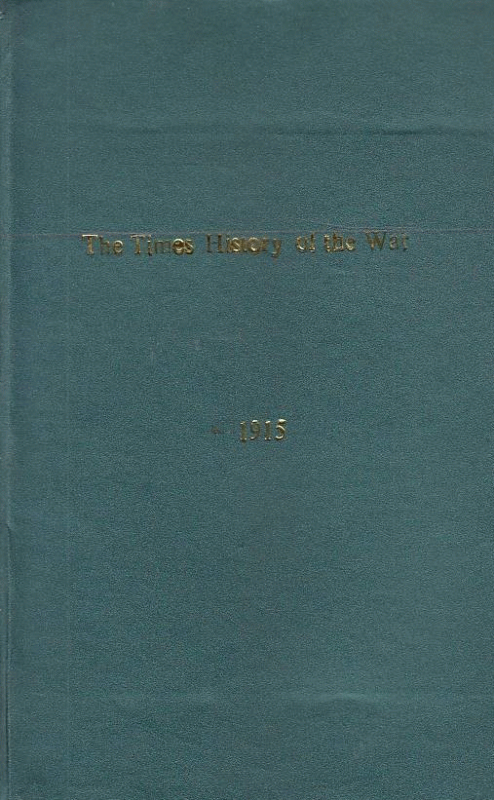 The Times History of the War
- 1915